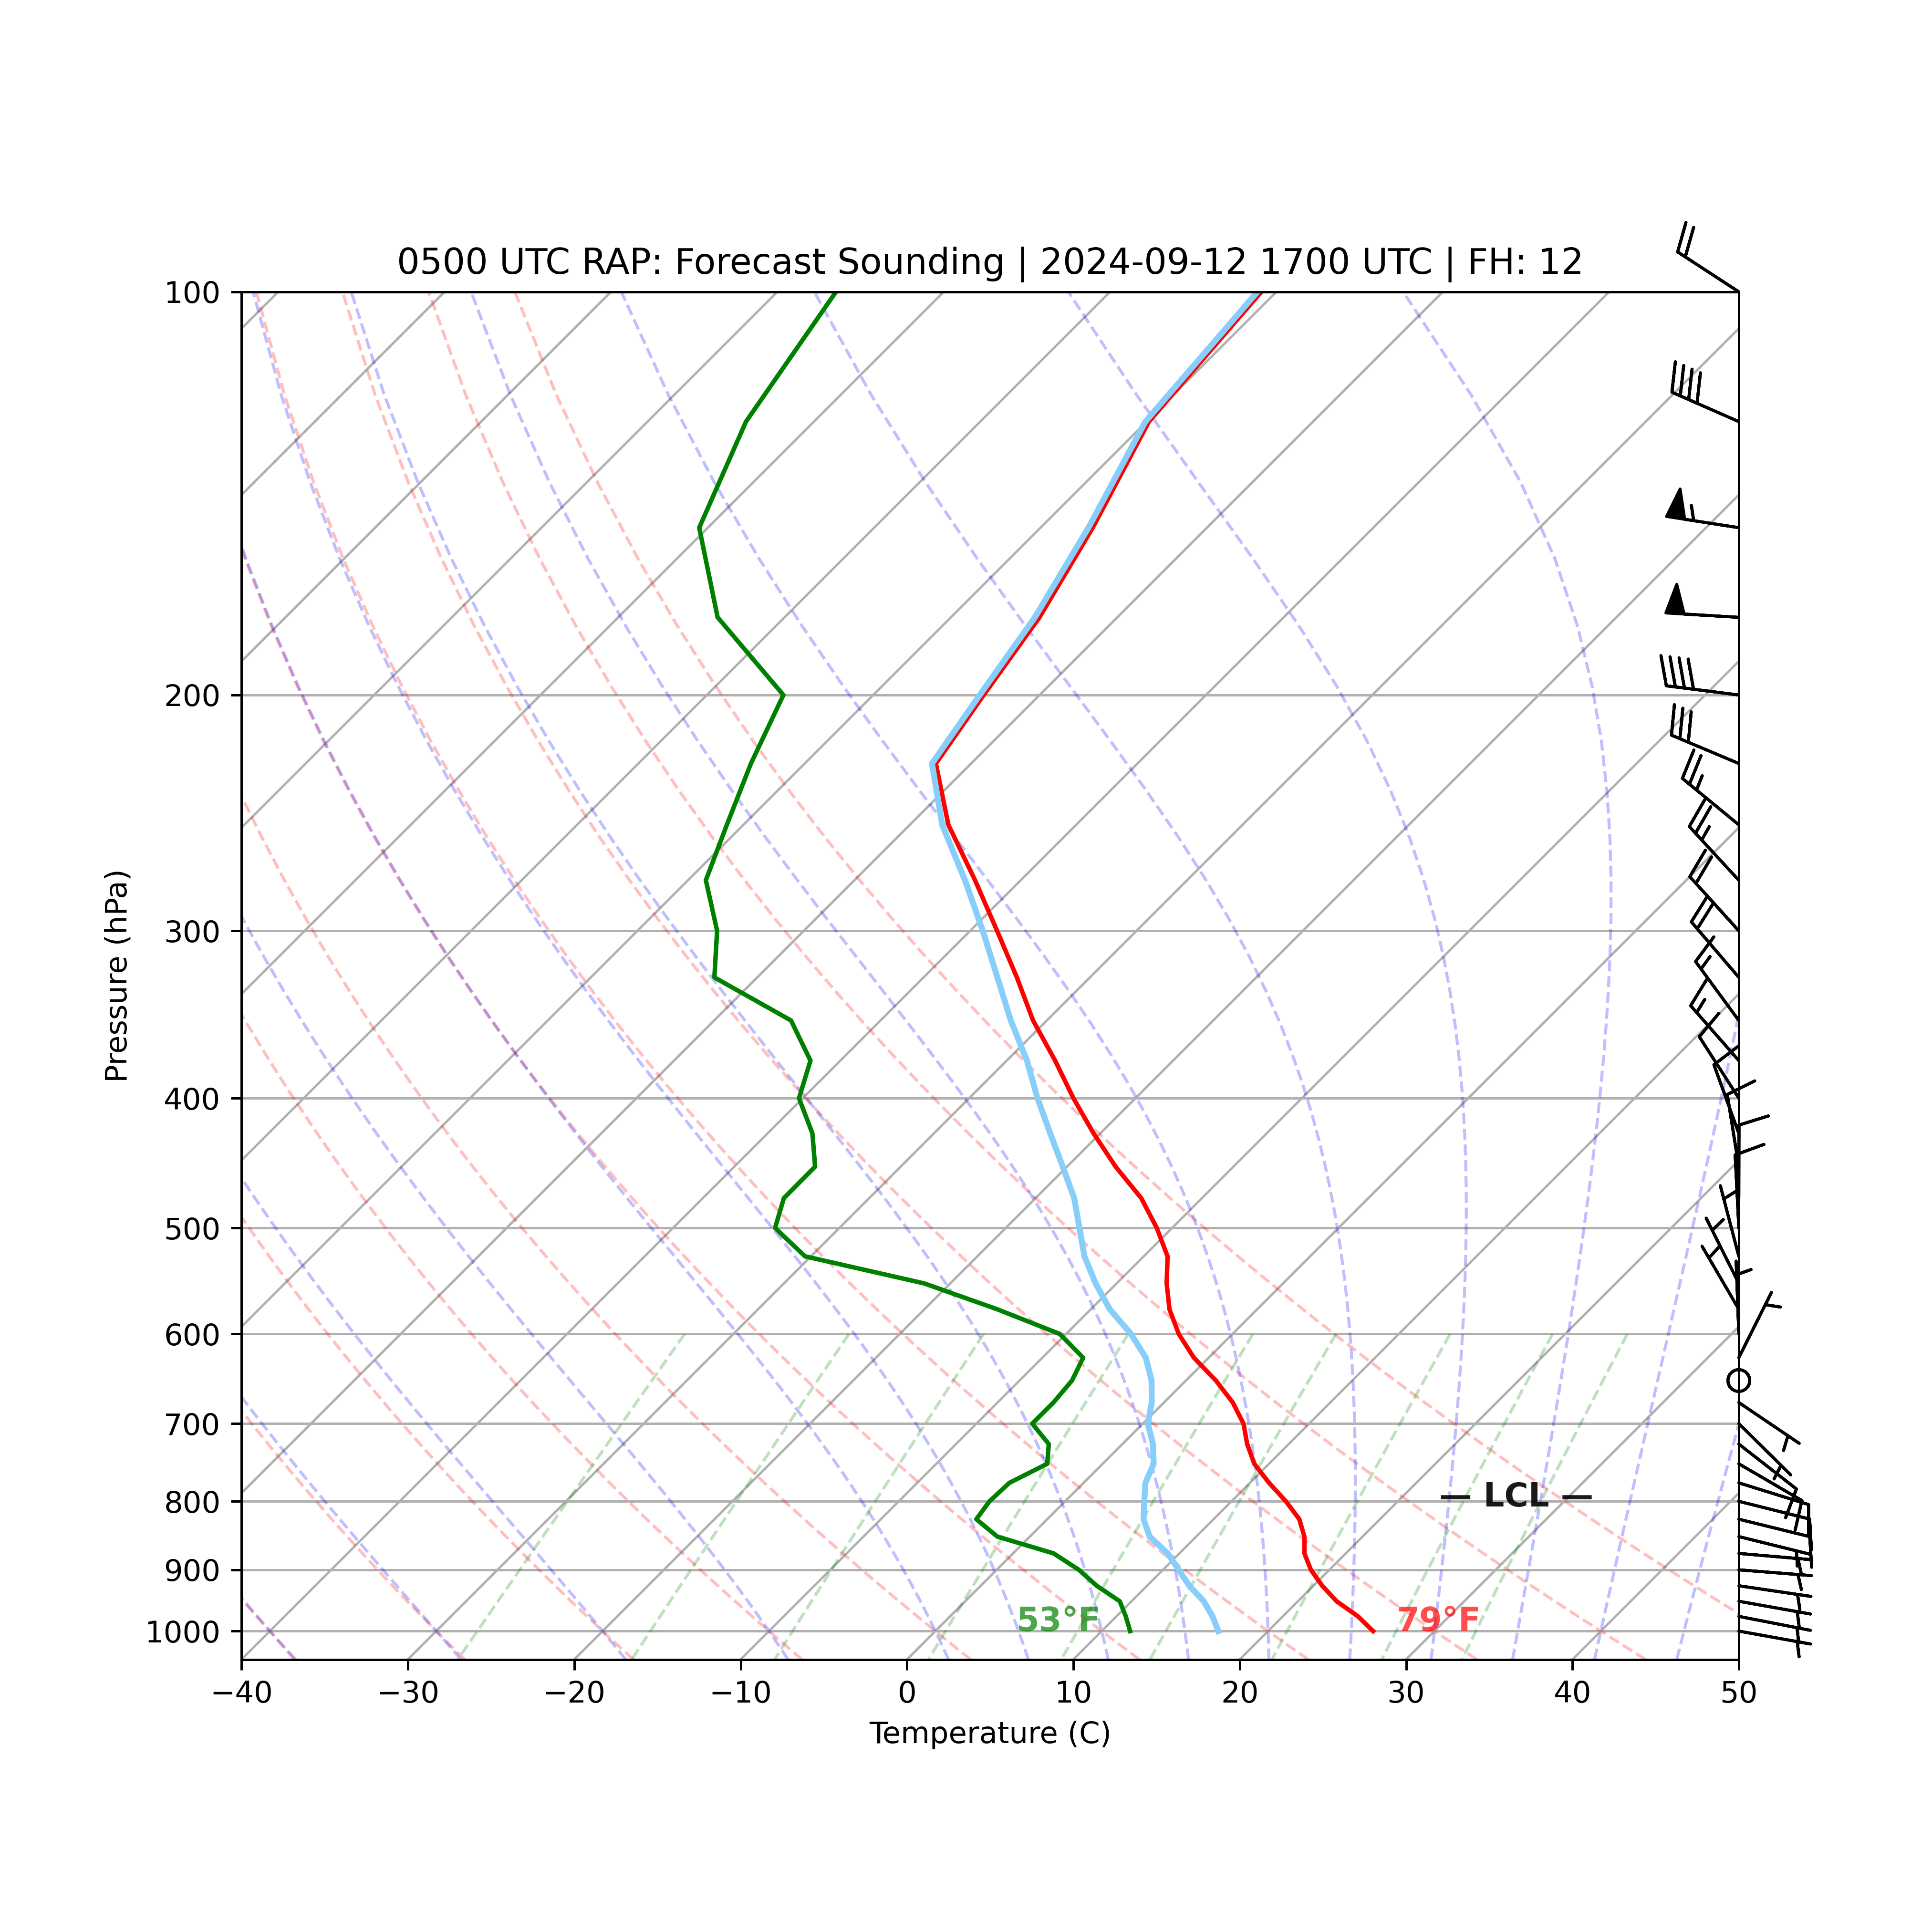 0500 UTC RAP: Forecast Sounding | 2024-09-12 1700 UTC | FH: 12
100
200
300
400
500
600
700
800
900
1000
Pressure (hPa)
— LCL —
53°F
79°F
−40 −30 −20 −10 0 10 20 30 40 50
Temperature (C)